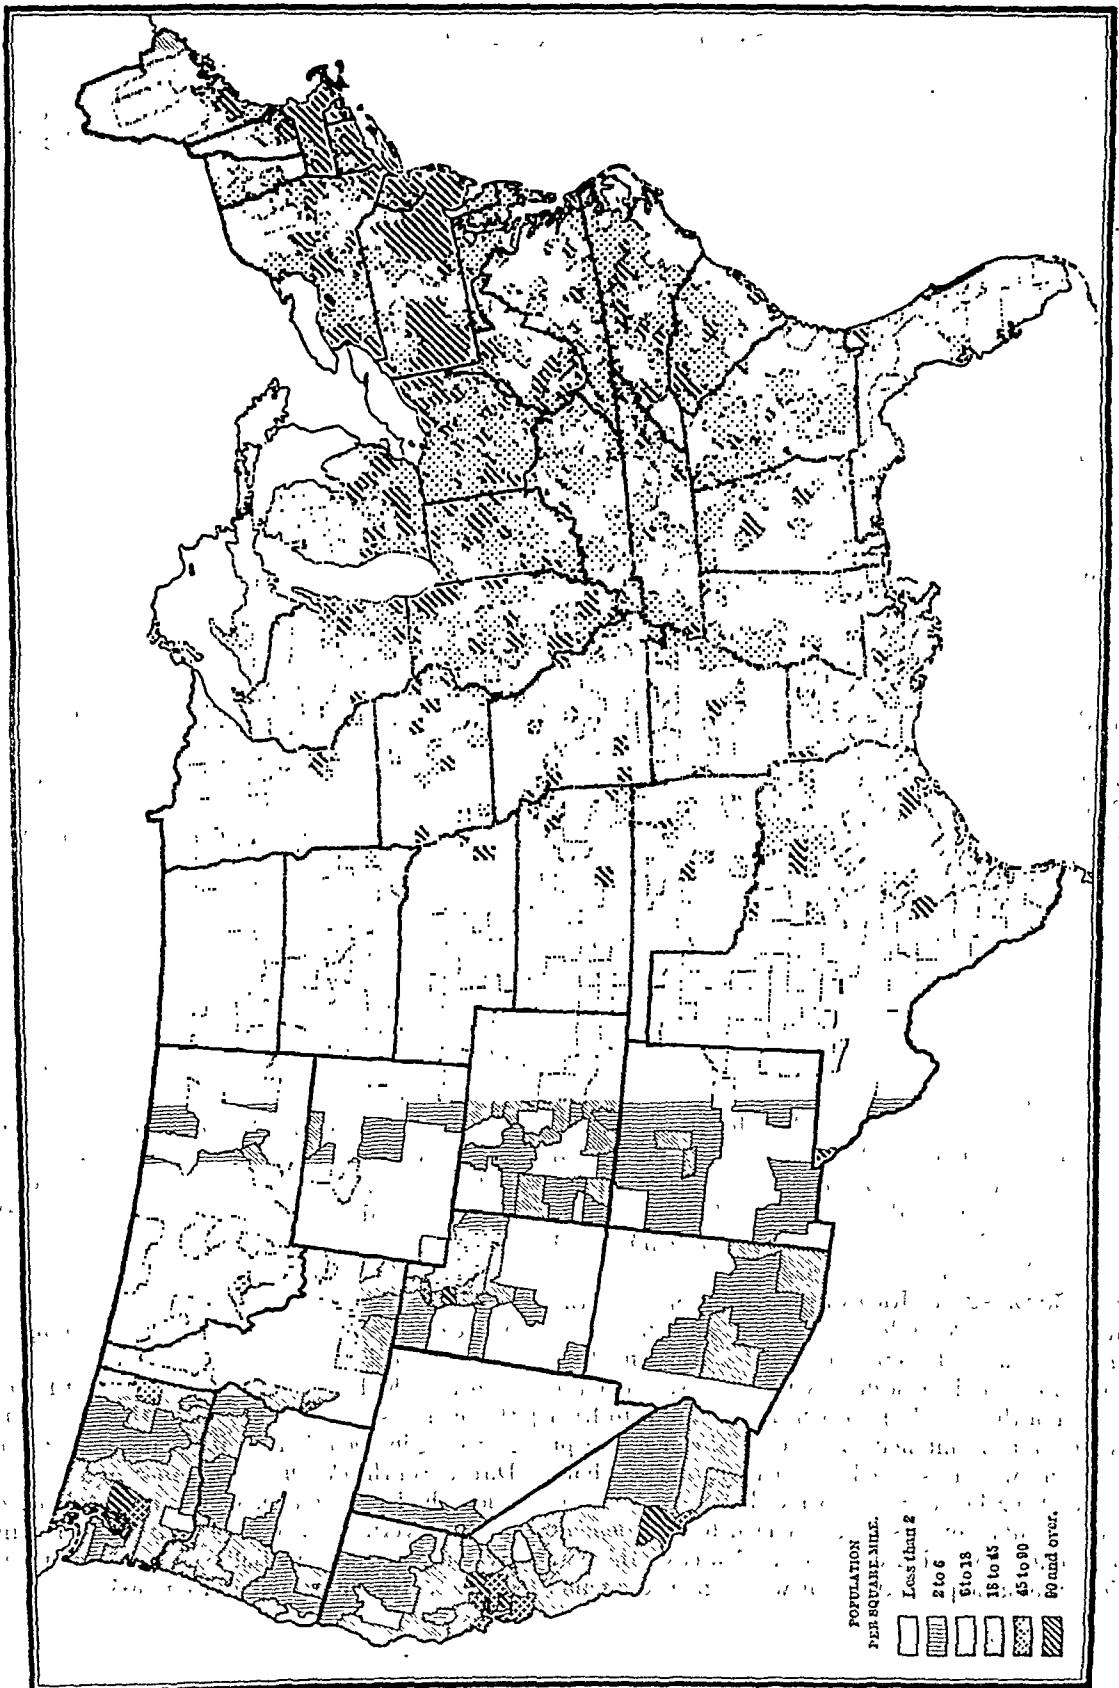 POPULATION
PER SQUARE MILE.
Less than 2
2 to 6
6 to 18
18 to 45
45 to 90
90 and over.